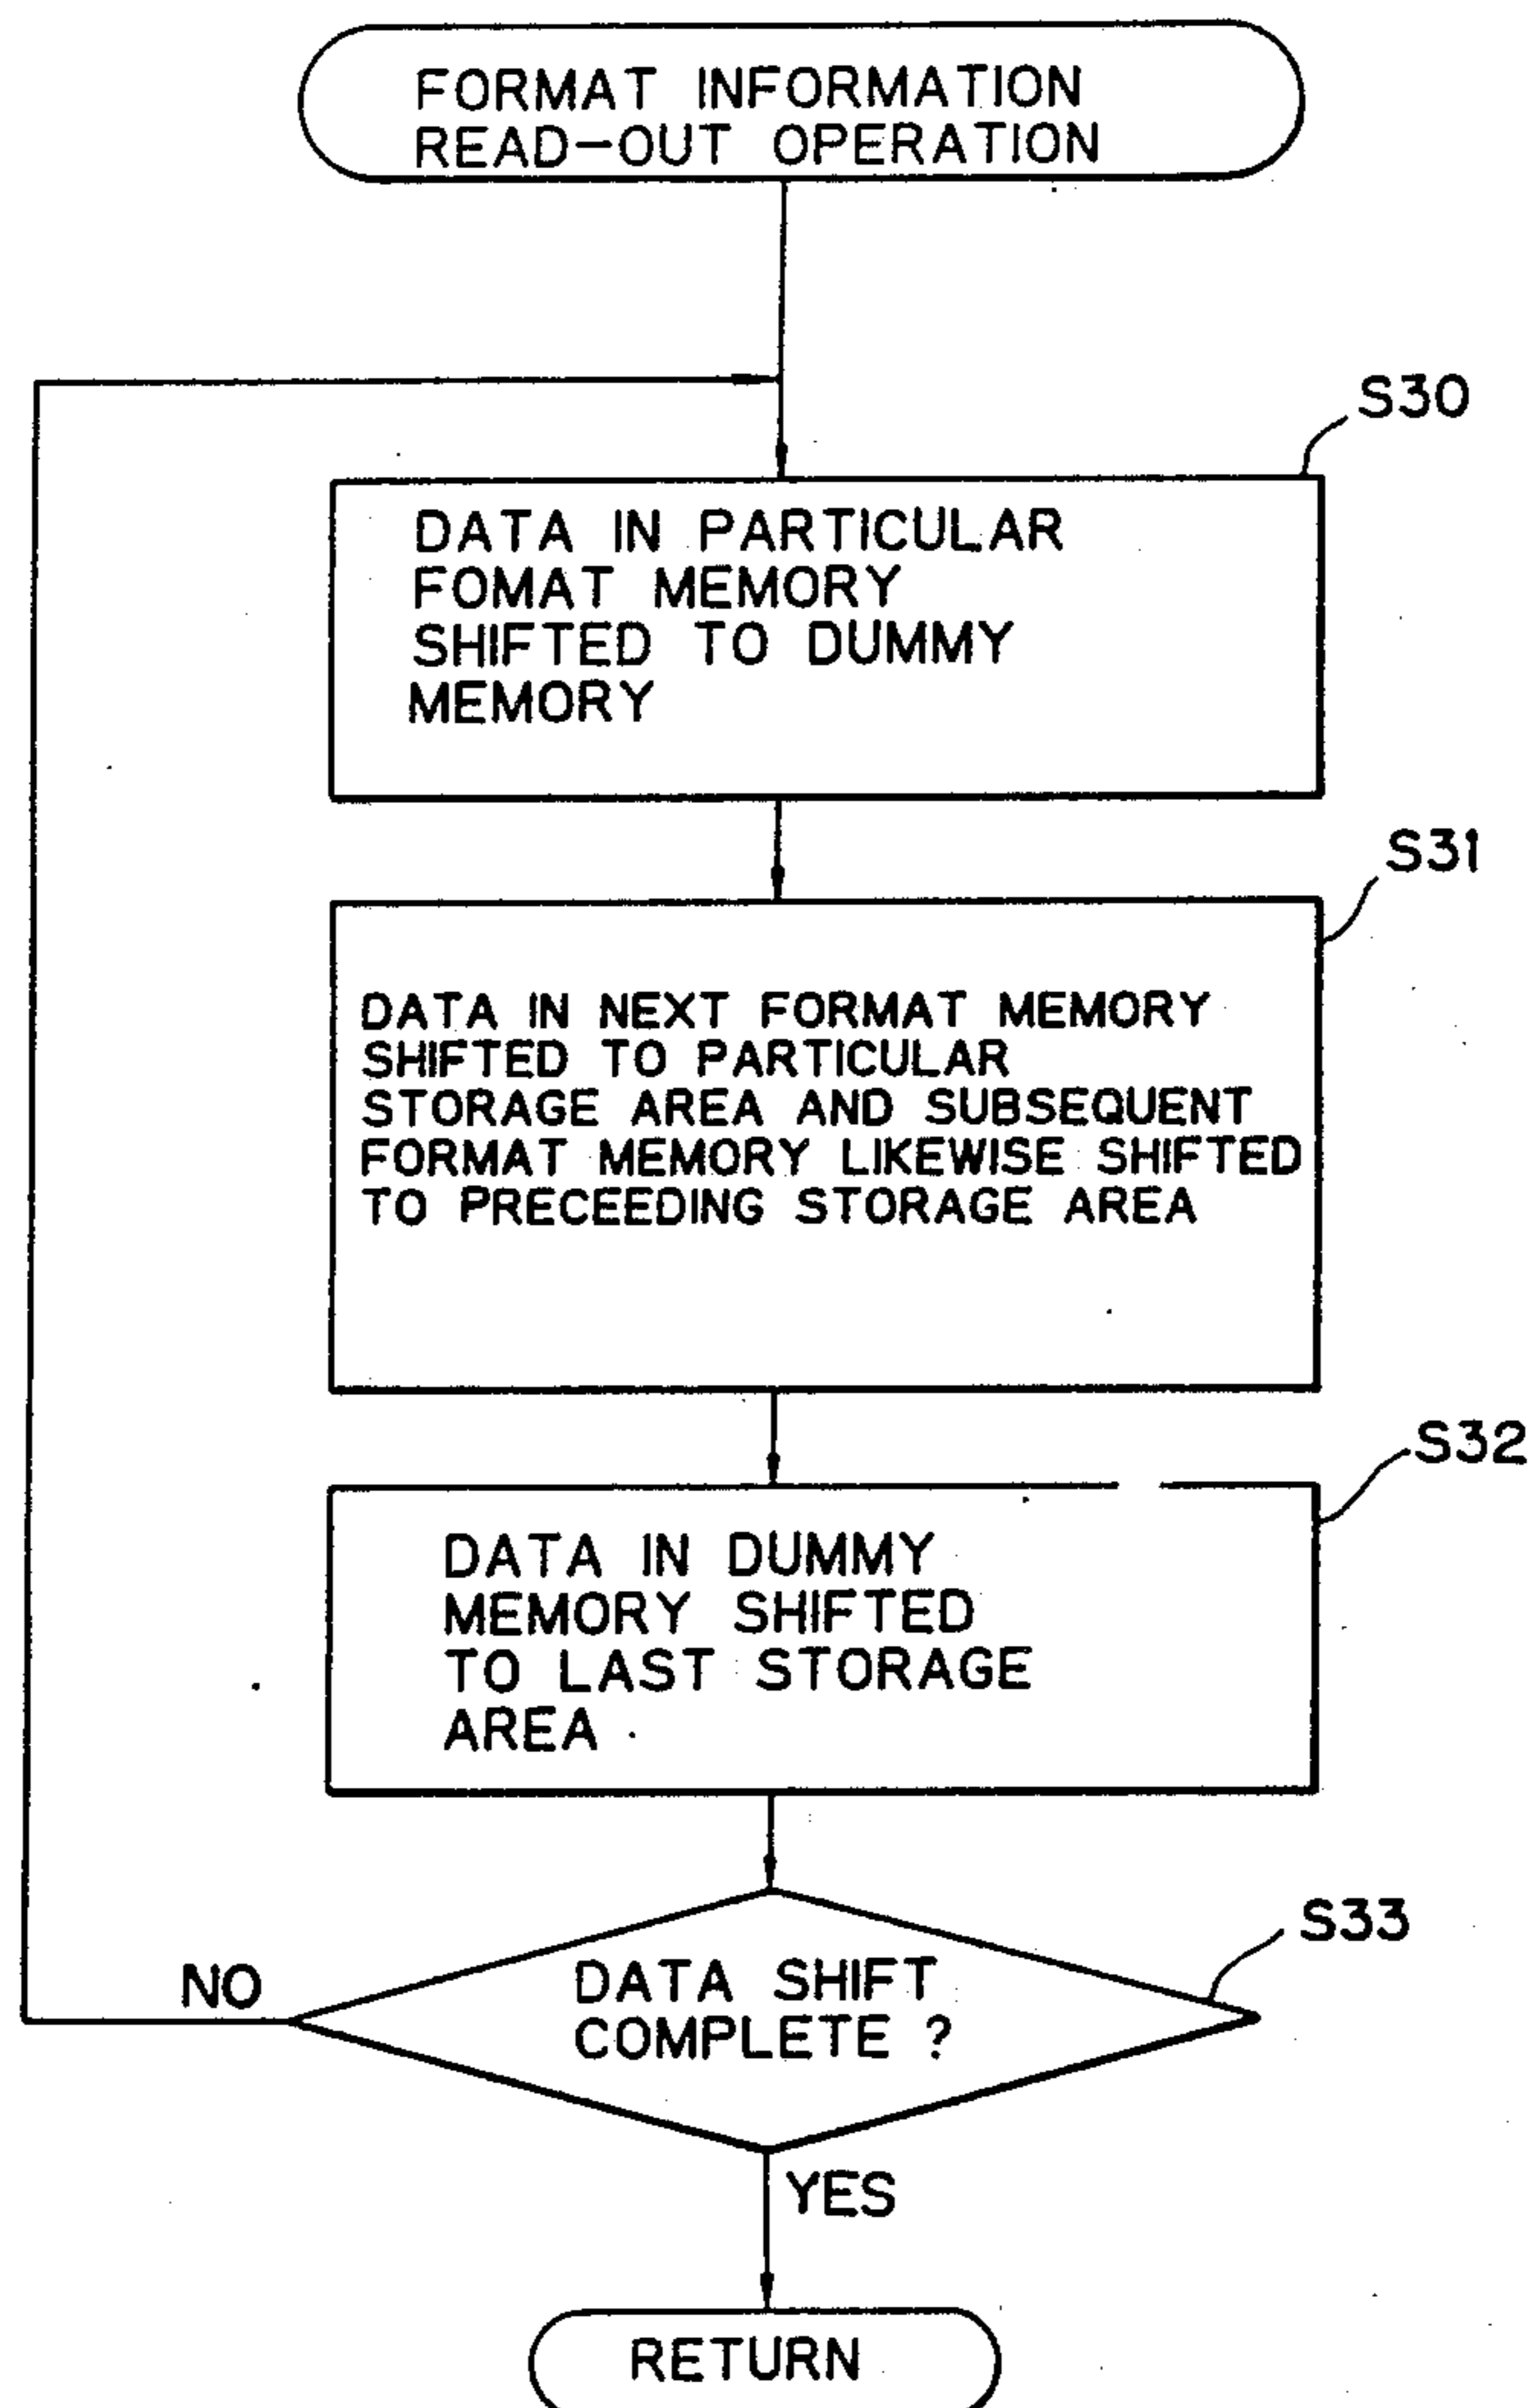 FORMAT INFORMATION
READ-OUT OPERATION
S30
DATA IN PARTICULAR
FOMAT MEMORY
SHIFTED TO DUMMY
MEMORY
S31
DATA IN NEXT FORMAT MEMORY
SHIFTED TO PARTICULAR
STORAGE AREA AND SUBSEQUENT
FORMAT MEMORY LIKEWISE SHIFTED
TO PRECEEDING STORAGE AREA
S32
DATA IN DUMMY
MEMORY SHIFTED
TO LAST STORAGE
AREA
S33
DATA SHIFT
COMPLETE ?
NO
YES
RETURN